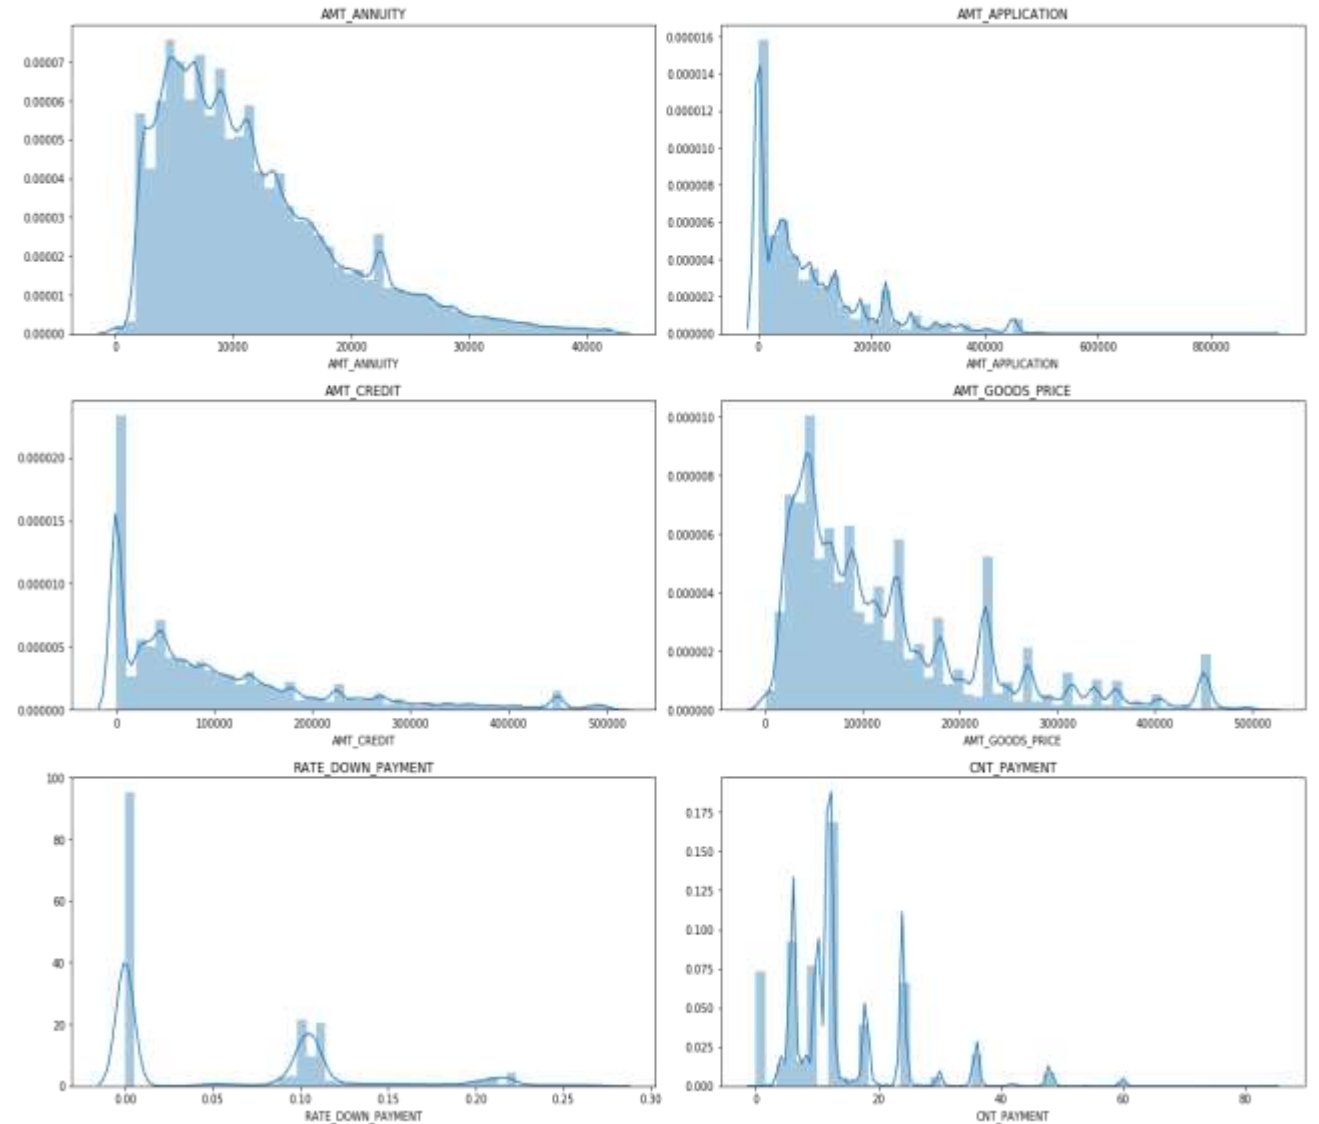 AMT_ANNUITY
0.00007
0.00006
0.00005
0.00004
0.00003
0.00002
0.00001
0.00000
0 10000 20000 30000 40000
AMT_ANNUITY
AMT_APPLICATION
0.000016
0.000014
0.000012
0.000010
0.000008
0.000006
0.000004
0.000002
0.000000
0 200000 400000 600000 800000
AMT_APPLICATION
AMT_CREDIT
0.000020
0.000015
0.000010
0.000005
0.000000
0 100000 200000 300000 400000 500000
AMT_CREDIT
AMT_GOODS_PRICE
0.000010
0.000008
0.000006
0.000004
0.000002
0.000000
0 100000 200000 300000 400000 500000
AMT_GOODS_PRICE
RATE_DOWN_PAYMENT
100
80
60
40
20
0
0.00 0.05 0.10 0.15 0.20 0.25 0.30
RATE_DOWN_PAYMENT
CNT_PAYMENT
0.175
0.150
0.125
0.100
0.075
0.050
0.025
0.000
0 20 40 60 80
CNT_PAYMENT